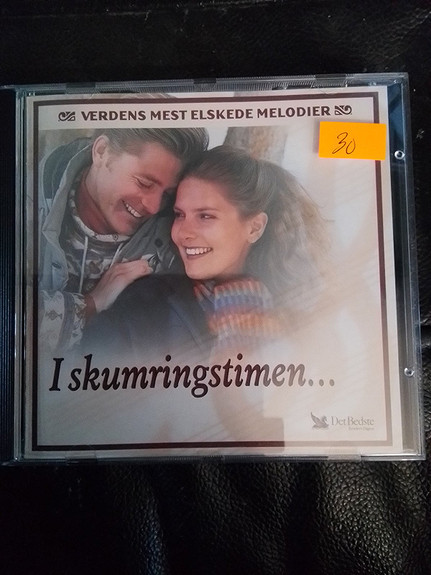 VERDENS MEST ELSKEDE MELODIER
30
I skumringstimen...
Det Bedste